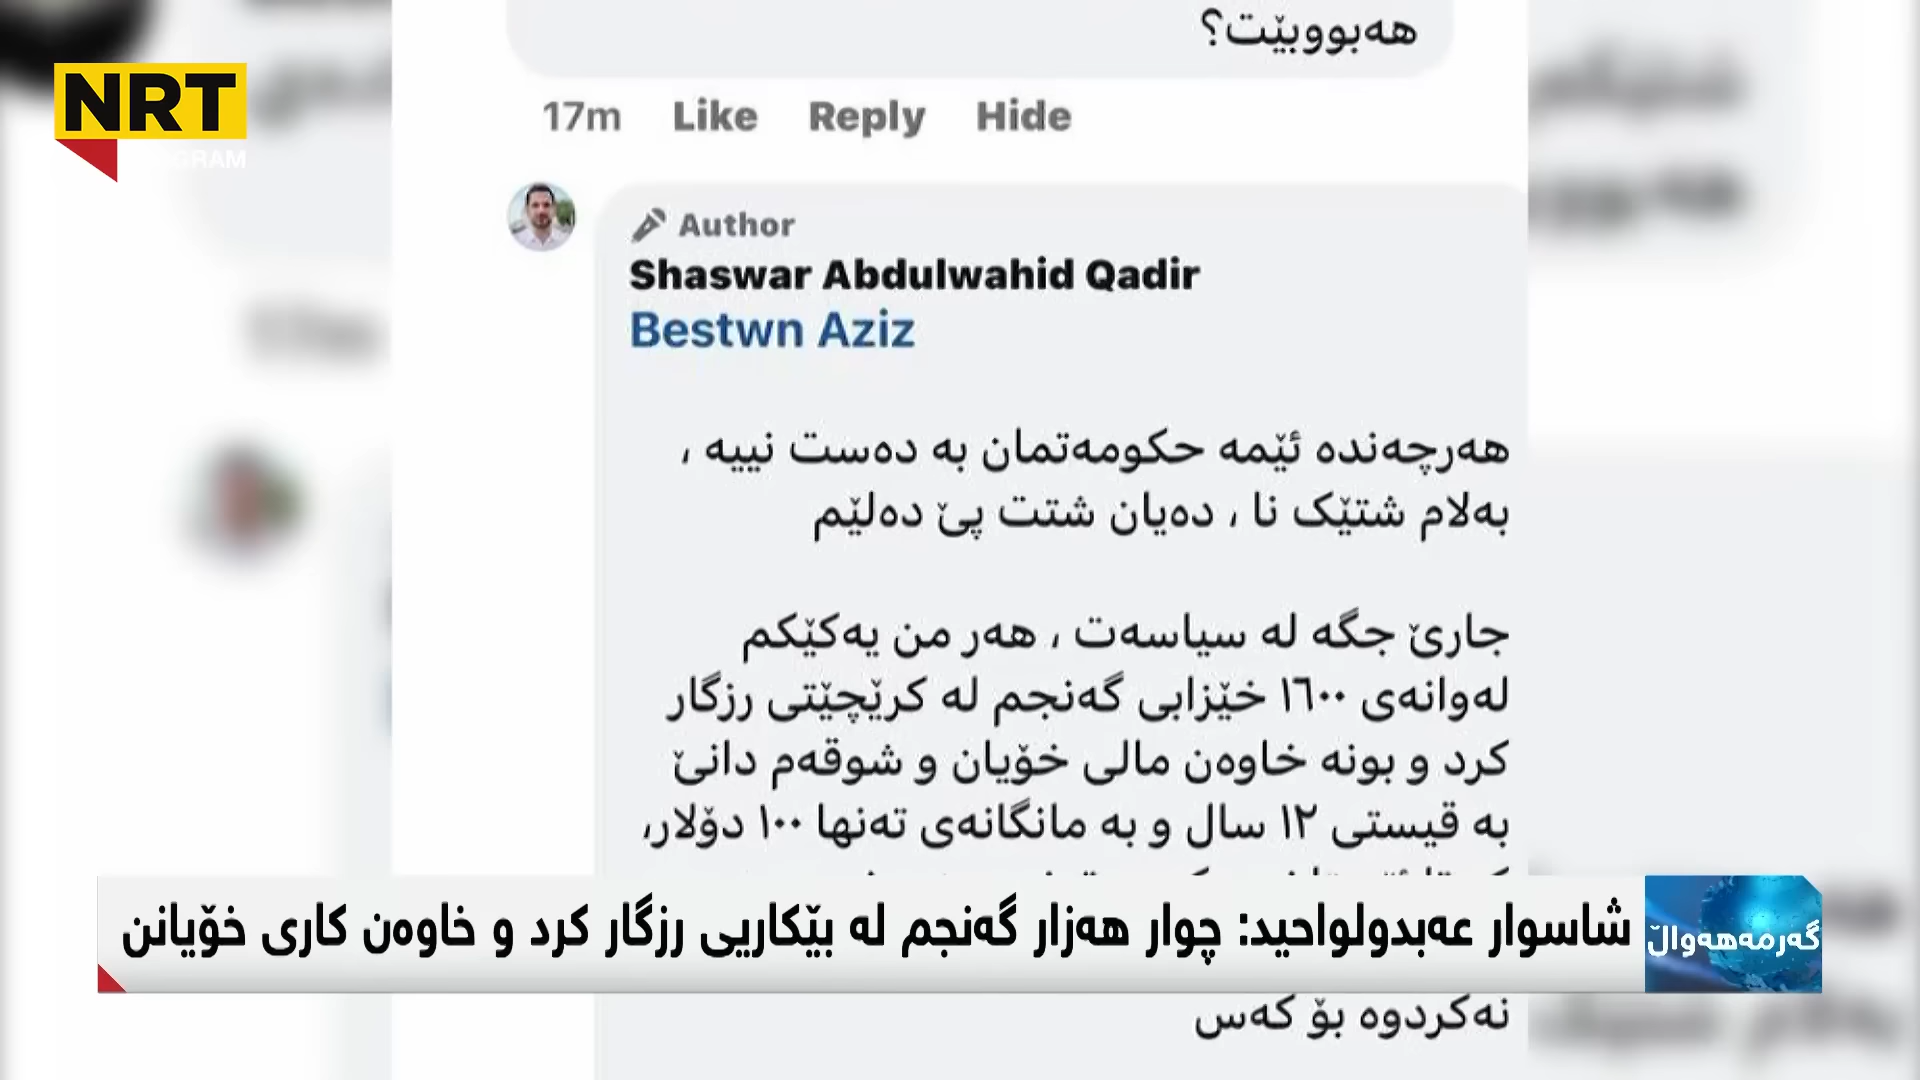 هەبووبێت؟
17m Like Reply Hide
NRT
Author
Shaswar Abdulwahid Qadir
Bestwn Aziz
هەرچەندە ئێمە حکومەتمان بە دەست نییە ،
بەلام شتێک نا ، دەیان شتت پێ دەلێم
جارێ جگە لە سیاسەت ، هەر من یەکێکم
لەوانەی ١٦٠٠ خێزابی گەنجم لە کرێچێتی رزگار
کرد و بونە خاوەن مالی خۆیان و شوقەم دانێ
بە قیستی ١٢ سال و بە مانگانەی تەنها ١٠٠ دۆلار،
گەرمەهەواڵ
شاسوار عەبدولواحید: چوار هەزار گەنجم لە بێکاریی رزگار کرد و خاوەن کاری خۆیانن
نەکردوە بۆ کەس